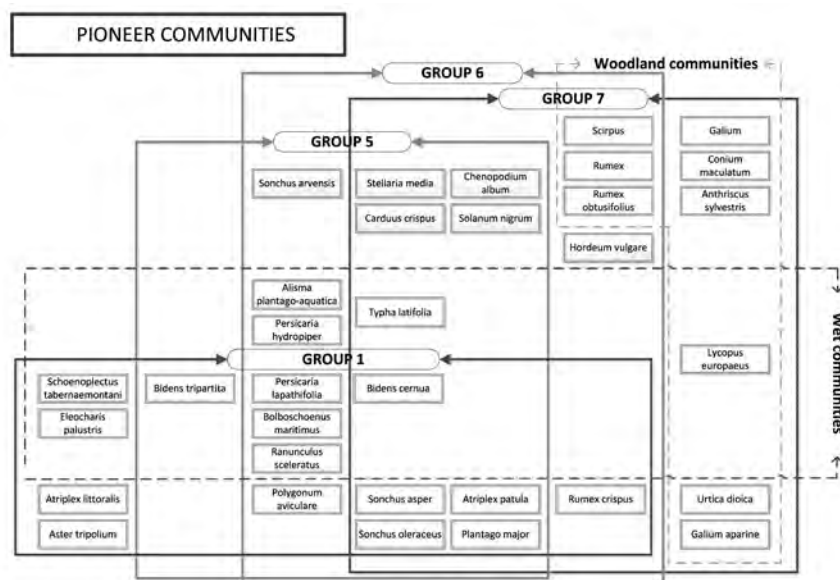 PIONEER COMMUNITIES
Woodland communities
GROUP 6
GROUP 7
Scirpus
Galium
GROUP 5
Rumex
Conium
maculatum
Sonchus arvensis
Stellaria media
Chenopodium
album
Rumex
obtusifolius
Anthriscus
sylvestris
Carduus crispus
Solanum nigrum
Hordeum vulgare
Alisma
plantago-aquatica
Typha latifolia
Persicaria
hydropiper
Wet communities
GROUP 1
Lycopus
europaeus
Schoenoplectus
tabernaemontani
Bidens tripartita
Persicaria
lapathifolia
Bidens cernua
Eleocharis
palustris
Bolboschoenus
maritimus
Ranunculus
sceleratus
Atriplex littoralis
Polygonum
aviculare
Sonchus asper
Atriplex patula
Rumex crispus
Urtica dioica
Aster tripolium
Sonchus oleraceus
Plantago major
Galium aparine